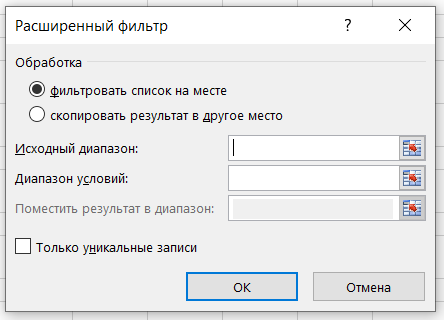 Расширенный фильтр ?
Обработка
фильтровать список на месте
скопировать результат в другое место
Исходный диапазон:
Диапазон условий:
Поместить результат в диапазон:
Только уникальные записи
ОК Отмена